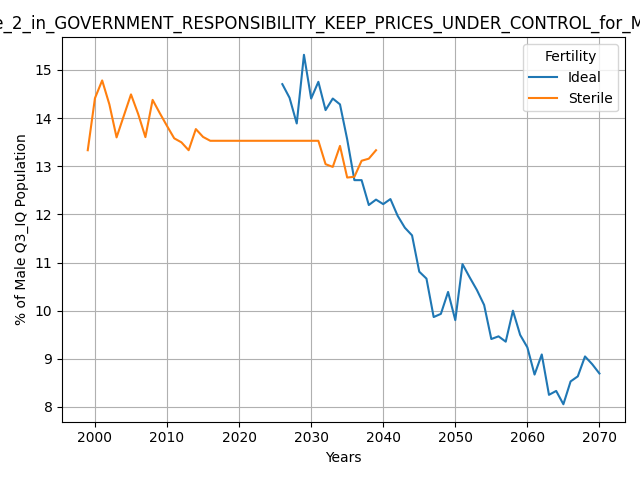 e_2_in_GOVERNMENT_RESPONSIBILITY_KEEP_PRICES_UNDER_CONTROL_for_M
Fertility
Ideal
Sterile
% of Male Q3_IQ Population
15
14
13
12
11
10
9
8
2000 2010 2020 2030 2040 2050 2060 2070
Years